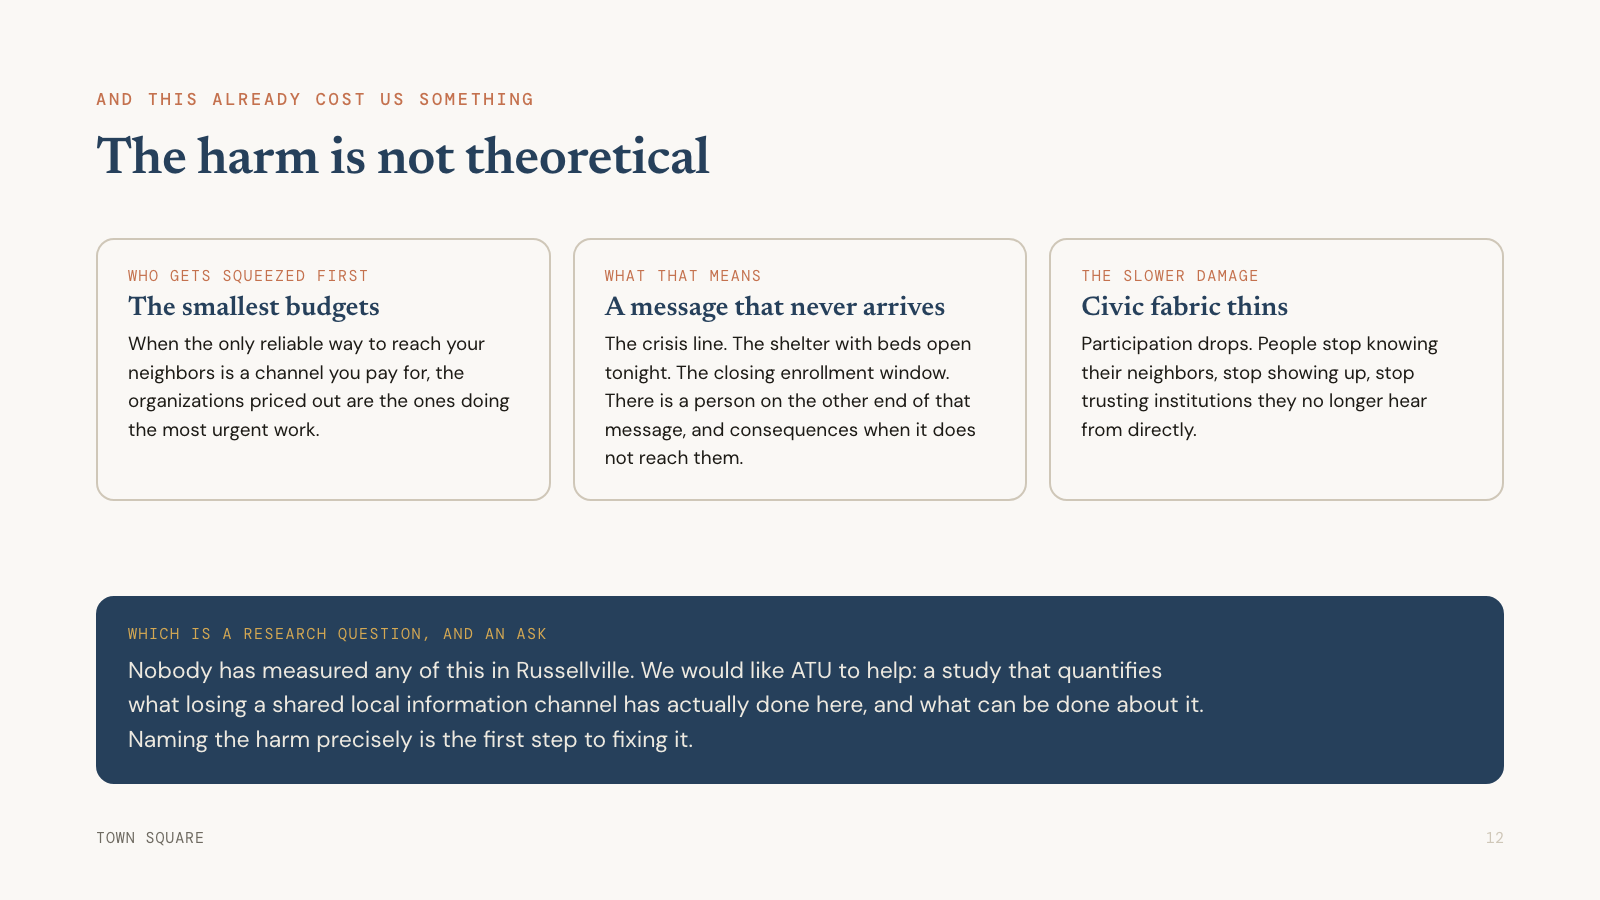 AND THIS ALREADY COST US SOMETHING
The harm is not theoretical
WHO GETS SQUEEZED FIRST
The smallest budgets
When the only reliable way to reach your
neighbors is a channel you pay for, the
organizations priced out are the ones doing
the most urgent work.
WHAT THAT MEANS
A message that never arrives
The crisis line. The shelter with beds open
tonight. The closing enrollment window.
There is a person on the other end of that
message, and consequences when it does
not reach them.
THE SLOWER DAMAGE
Civic fabric thins
Participation drops. People stop knowing
their neighbors, stop showing up, stop
trusting institutions they no longer hear
from directly.
WHICH IS A RESEARCH QUESTION, AND AN ASK
Nobody has measured any of this in Russellville. We would like ATU to help: a study that quantifies
what losing a shared local information channel has actually done here, and what can be done about it.
Naming the harm precisely is the first step to fixing it.
TOWN SQUARE
12